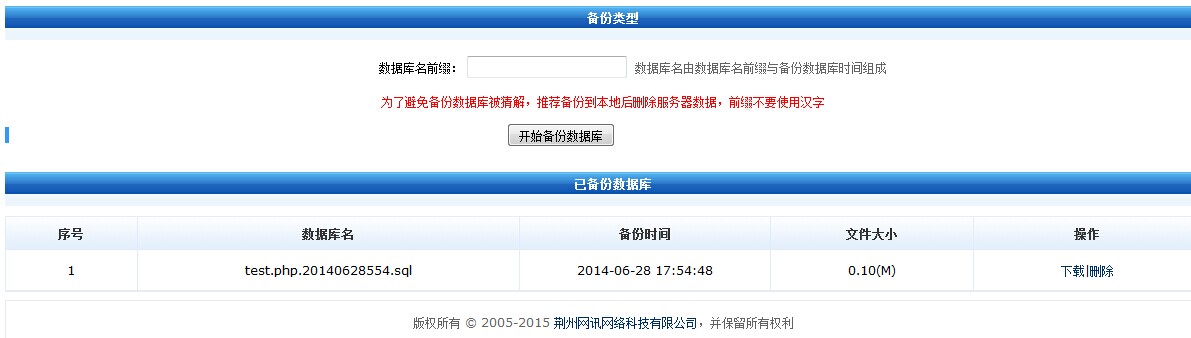 备份类型
数据库名前缀： 数据库名由数据库名前缀与备份数据库时间组成
为了避免备份数据库被猜解，推荐备份到本地后删除服务器数据，前缀不要使用汉字
开始备份数据库
已备份数据库
序号 数据库名 备份时间 文件大小 操作
1 test.php.20140628554.sql 2014-06-28 17:54:48 0.10(M) 下载|删除
版权所有 © 2005-2015 荆州网讯网络科技有限公司，并保留所有权利